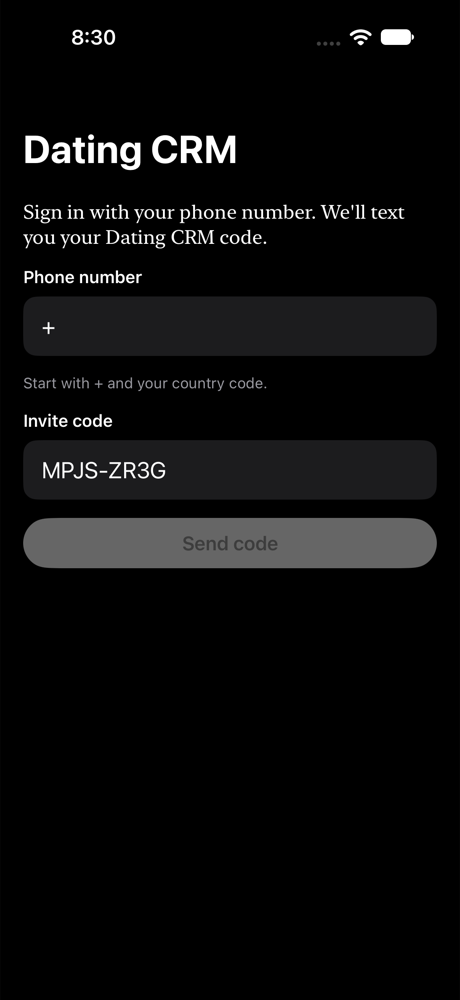 8:30
Dating CRM
Sign in with your phone number. We'll text
you your Dating CRM code.
Phone number
+
Start with + and your country code.
Invite code
MPJS-ZR3G
Send code